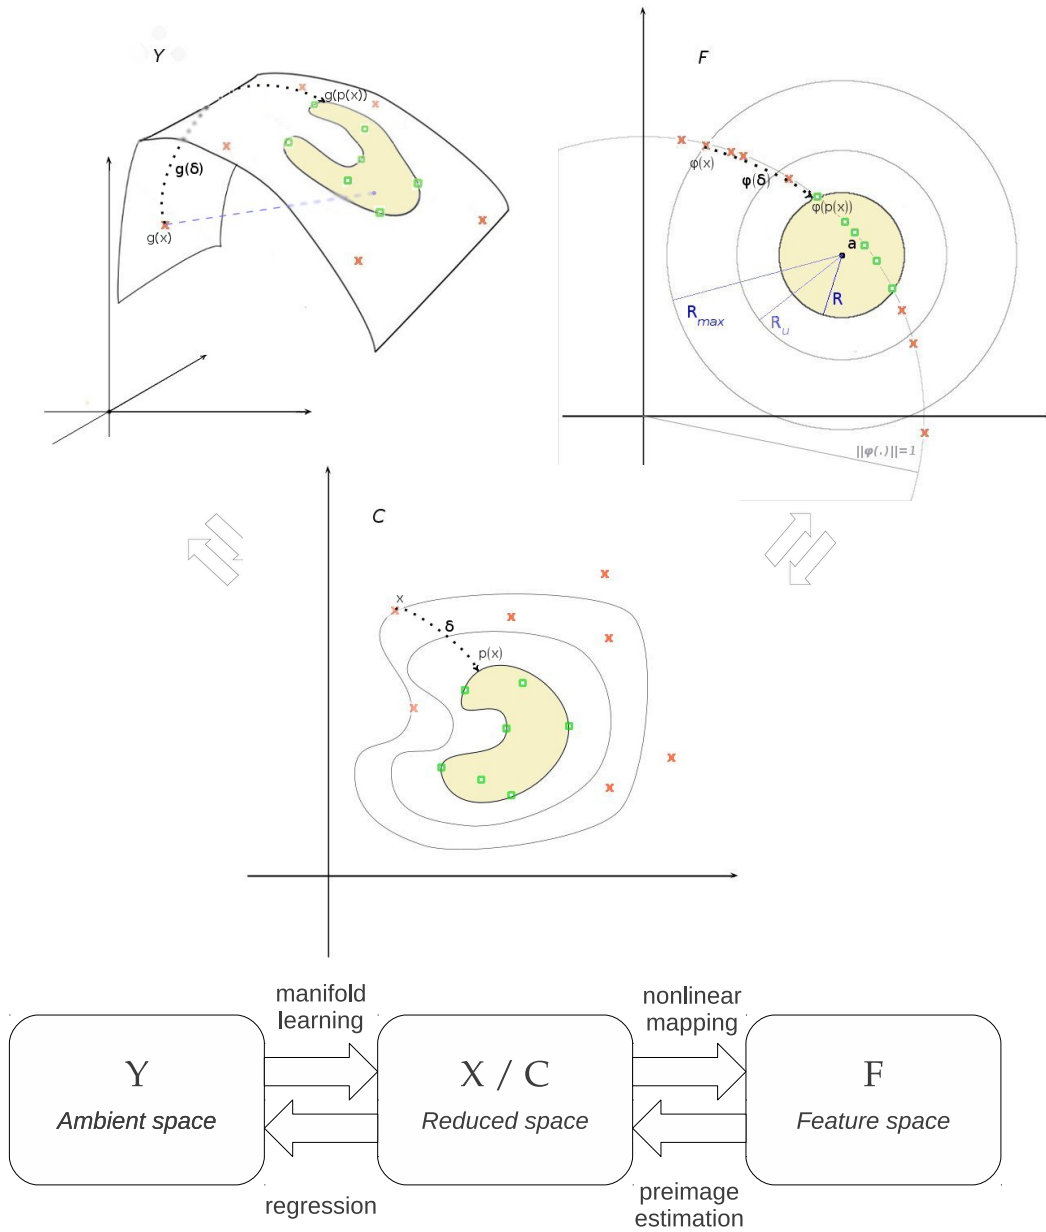 Y
g(p(x))
g(δ)
g(x)
F
φ(x)
φ(δ)
φ(p(x))
a
R
R_u
R_max
||φ(.)||=1
C
x
δ
p(x)
manifold
learning
nonlinear
mapping
Y
Ambient space
X / C
Reduced space
F
Feature space
regression
preimage
estimation